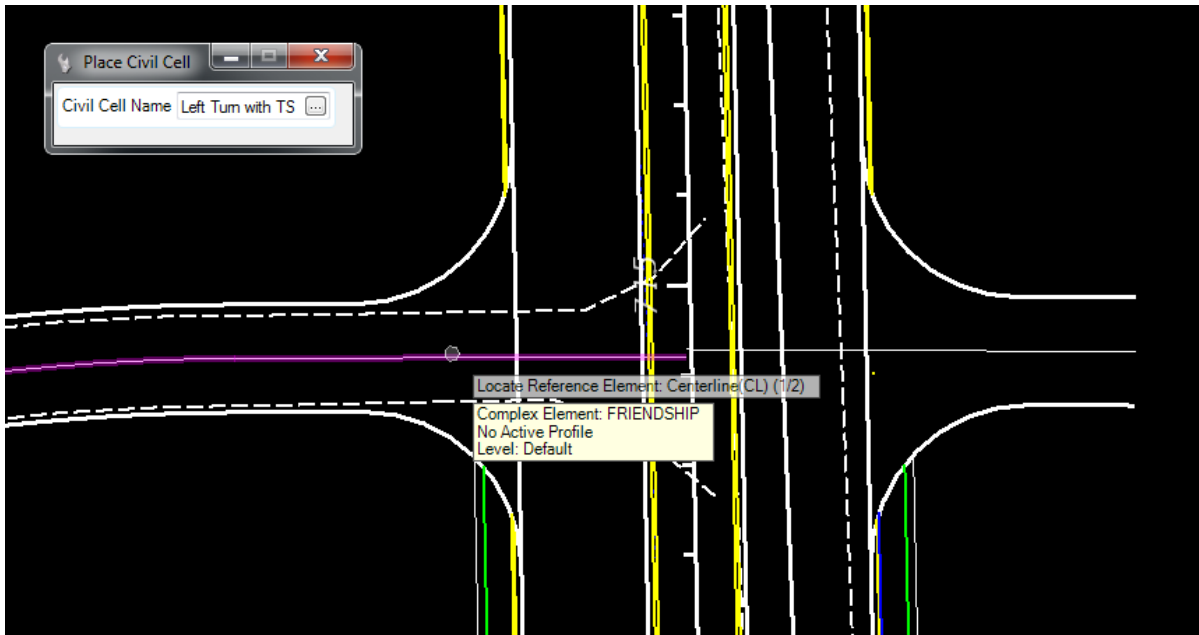 Place Civil Cell
Civil Cell Name Left Turn with TS ...
715
Locate Reference Element: Centerline(CL) (1/2)
Complex Element: FRIENDSHIP
No Active Profile
Level: Default